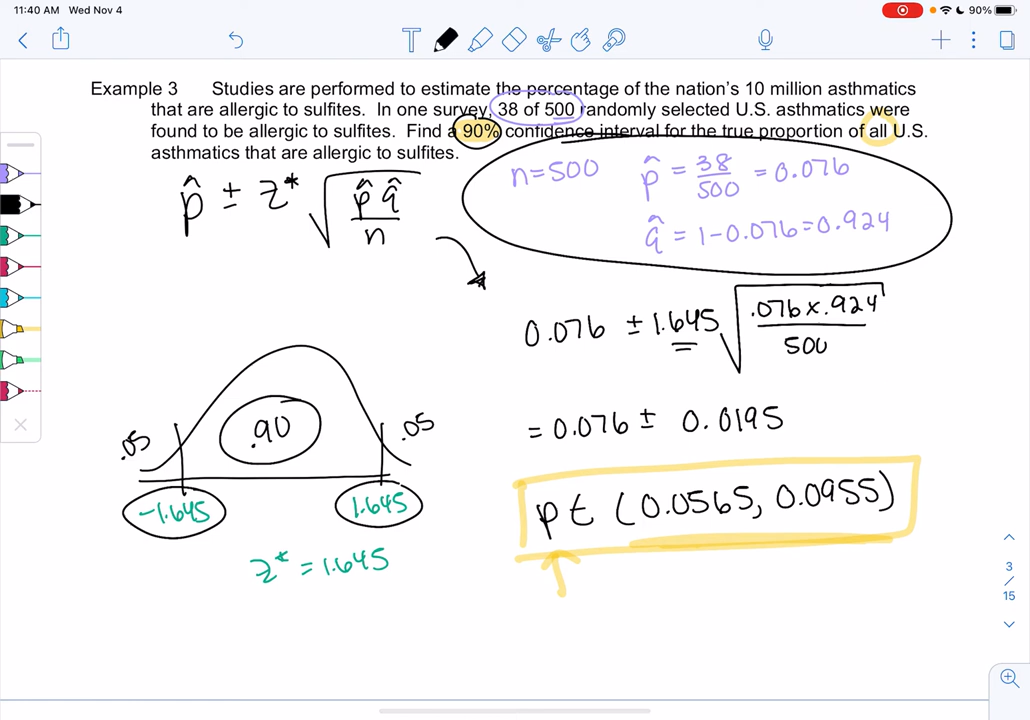 11:40 AM Wed Nov 4
90%
Example 3 Studies are performed to estimate the percentage of the nation's 10 million asthmatics
that are allergic to sulfites. In one survey, 38 of 500 randomly selected U.S. asthmatics were
found to be allergic to sulfites. Find a 90% confidence interval for the true proportion of all U.S.
asthmatics that are allergic to sulfites.
n=500 p̂ = 38/500 = 0.076
q̂ = 1-0.076=0.924
p̂ ± z* √(p̂ q̂ / n)
0.076 ± 1.645 √(.076 x .924 / 500)
.05 .90 .05
= 0.076 ± 0.0195
-1.645 1.645
p ∈ (0.0565, 0.0955)
z* = 1.645
3
/
15